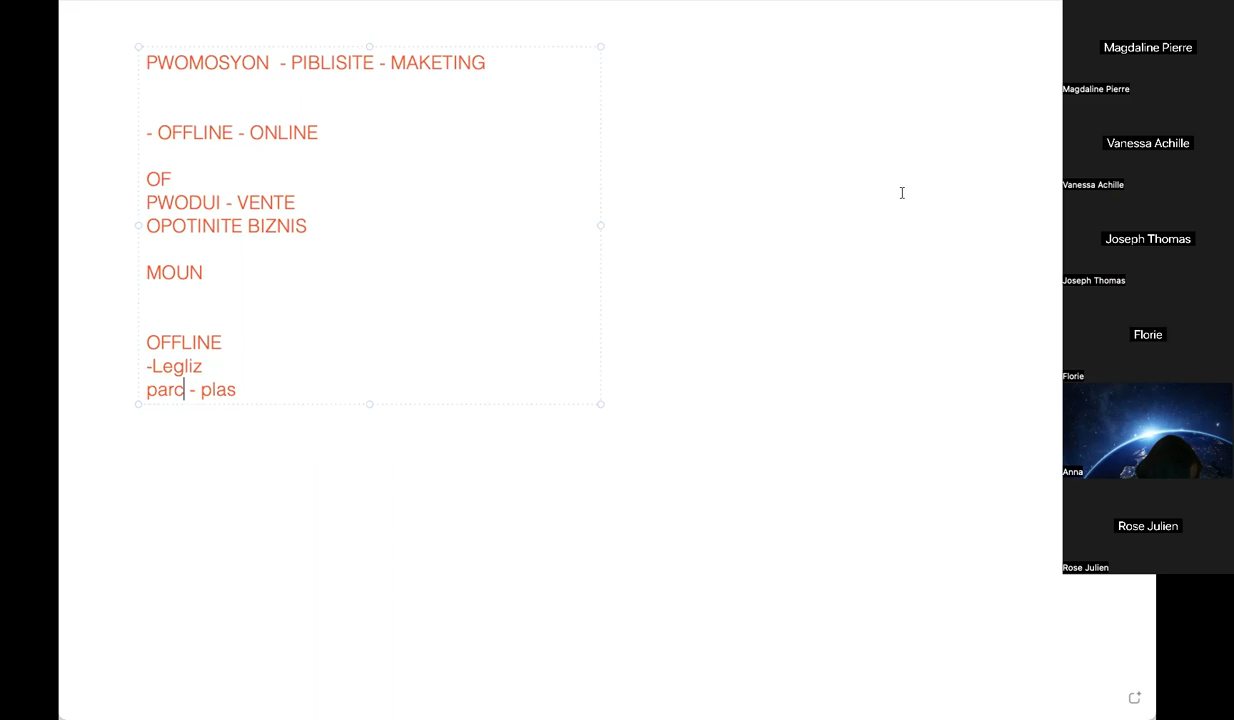 PWOMOSYON - PIBLISITE - MAKETING
- OFFLINE - ONLINE
OF
PWODUI - VENTE
OPOTINITE BIZNIS
MOUN
OFFLINE
-Legliz
parc - plas
Magdaline Pierre
Magdaline Pierre
Vanessa Achille
Vanessa Achille
Joseph Thomas
Joseph Thomas
Florie
Florie
Anna
Rose Julien
Rose Julien